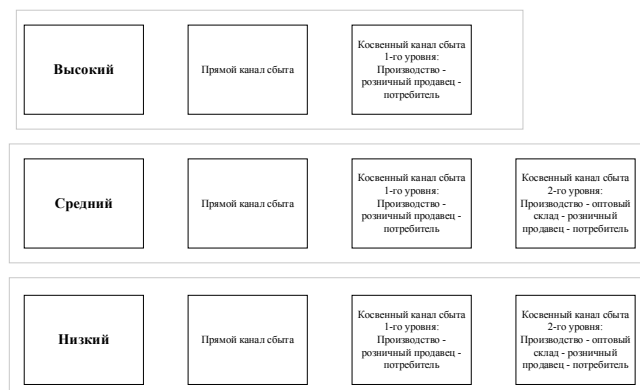 Высокий
Прямой канал сбыта
Косвенный канал сбыта
1-го уровня:
Производство -
розничный продавец -
потребитель
Средний
Прямой канал сбыта
Косвенный канал сбыта
1-го уровня:
Производство -
розничный продавец -
потребитель
Косвенный канал сбыта
2-го уровня:
Производство - оптовый
склад - розничный
продавец - потребитель
Низкий
Прямой канал сбыта
Косвенный канал сбыта
1-го уровня:
Производство -
розничный продавец -
потребитель
Косвенный канал сбыта
2-го уровня:
Производство - оптовый
склад - розничный
продавец - потребитель